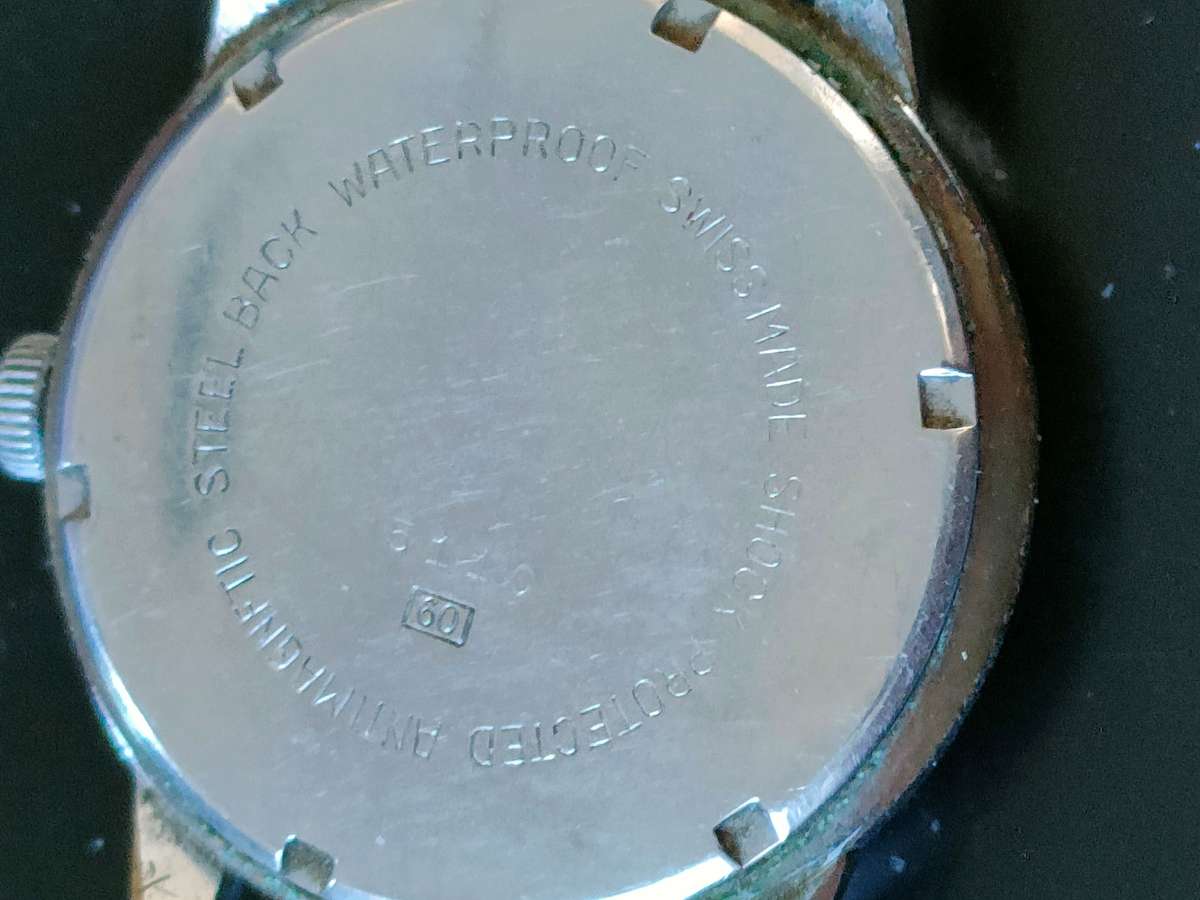 STEEL BACK WATERPROOF SWISS MADE SHOCK PROTECTED ANTIMAGNETIC
60